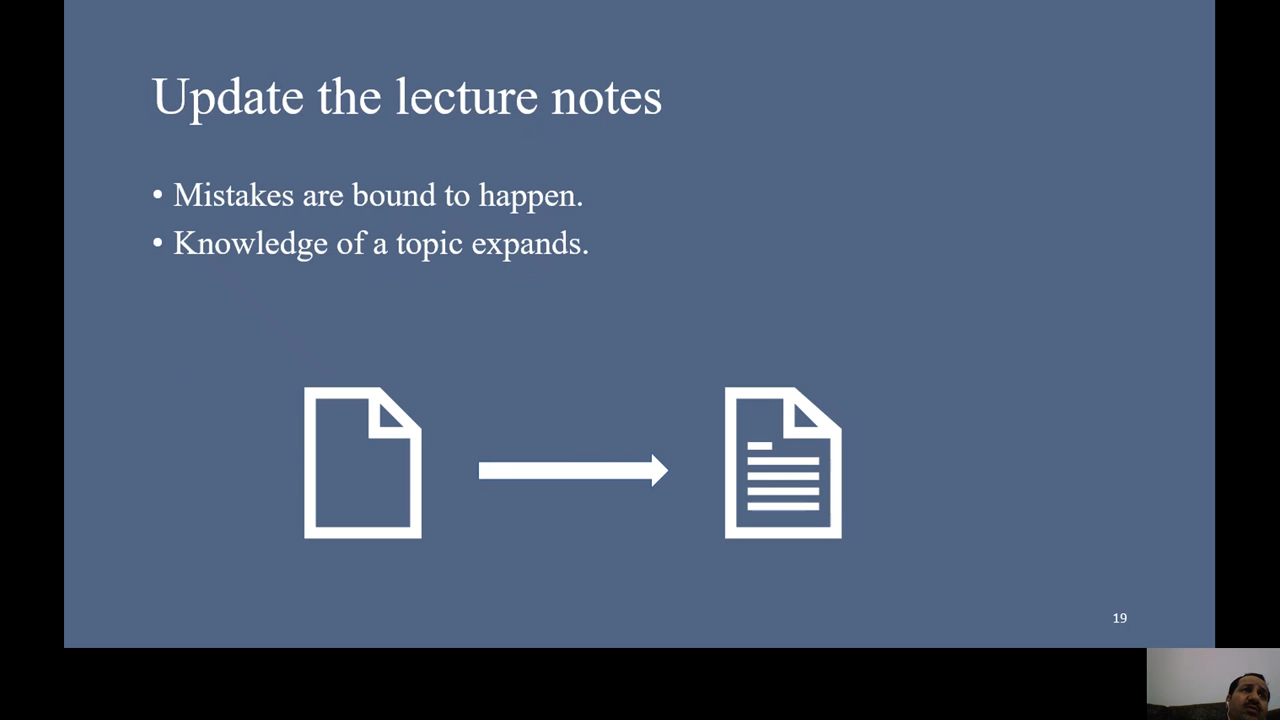 Update the lecture notes
• Mistakes are bound to happen.
• Knowledge of a topic expands.
19